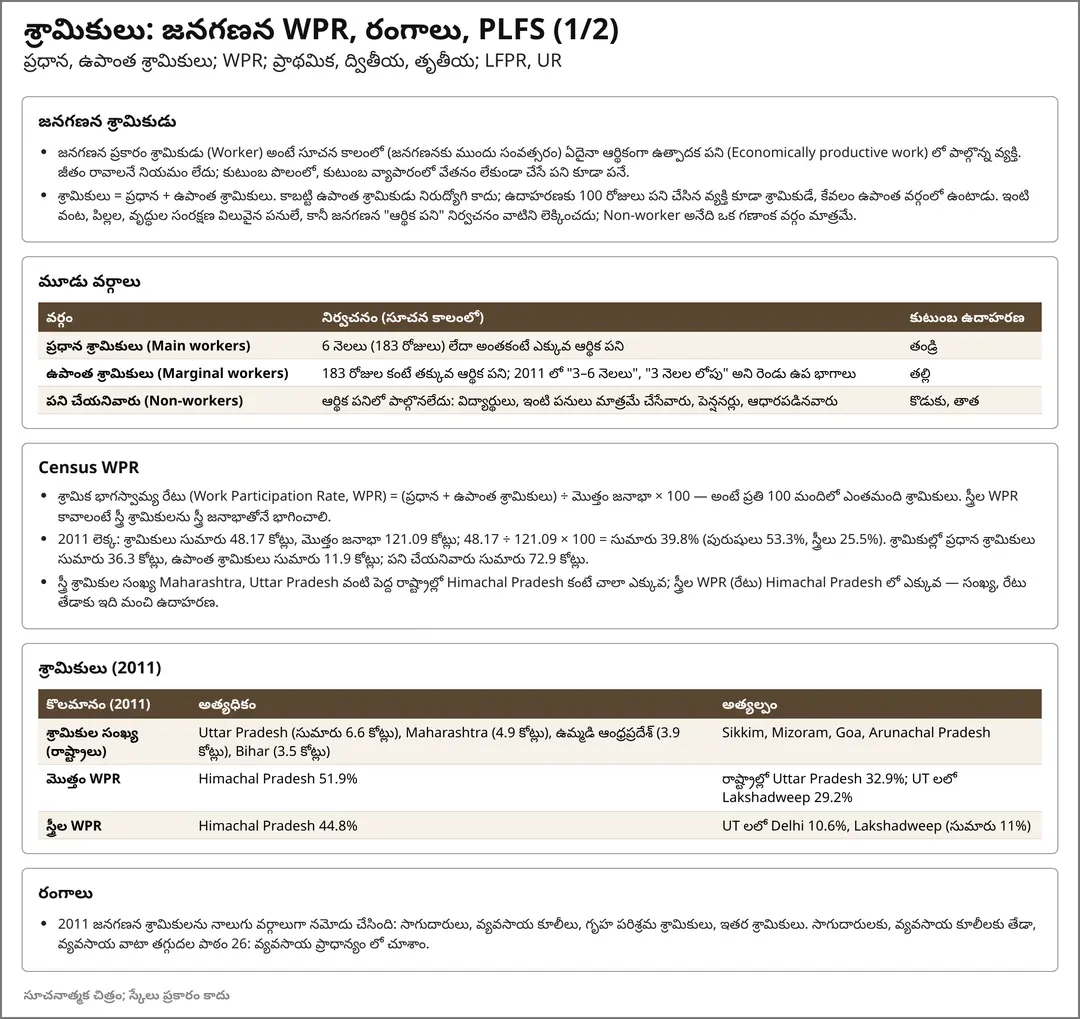 శ్రామికులు: జనగణన WPR, రంగాలు, PLFS (1/2)
ప్రధాన, ఉపాంత శ్రామికులు; WPR; ప్రాథమిక, ద్వితీయ, తృతీయ; LFPR, UR
జనగణన శ్రామికుడు
• జనగణన ప్రకారం శ్రామికుడు (Worker) అంటే సూచన కాలంలో (జనగణనకు ముందు సంవత్సరం) ఏదైనా ఆర్థికంగా ఉత్పాదక పని (Economically productive work) లో పాల్గొన్న వ్యక్తి.
జీతం రావాలనే నియమం లేదు; కుటుంబ పొలంలో, కుటుంబ వ్యాపారంలో వేతనం లేకుండా చేసే పని కూడా పనే.
• శ్రామికులు = ప్రధాన + ఉపాంత శ్రామికులు. కాబట్టి ఉపాంత శ్రామికుడు నిరుద్యోగి కాదు; ఉదాహరణకు 100 రోజులు పని చేసిన వ్యక్తి కూడా శ్రామికుడే, కేవలం ఉపాంత వర్గంలో ఉంటాడు. ఇంటి
వంట, పిల్లల, వృద్ధుల సంరక్షణ విలువైన పనులే, కానీ జనగణన "ఆర్థిక పని" నిర్వచనం వాటిని లెక్కించదు; Non-worker అనేది ఒక గణాంక వర్గం మాత్రమే.
మూడు వర్గాలు
వర్గం నిర్వచనం (సూచన కాలంలో) కుటుంబ ఉదాహరణ
ప్రధాన శ్రామికులు (Main workers) 6 నెలలు (183 రోజులు) లేదా అంతకంటే ఎక్కువ ఆర్థిక పని తండ్రి
ఉపాంత శ్రామికులు (Marginal workers) 183 రోజుల కంటే తక్కువ ఆర్థిక పని; 2011 లో "3–6 నెలలు", "3 నెలల లోపు" అని రెండు ఉప భాగాలు తల్లి
పని చేయనివారు (Non-workers) ఆర్థిక పనిలో పాల్గొనలేదు: విద్యార్థులు, ఇంటి పనులు మాత్రమే చేసేవారు, పెన్షనర్లు, ఆధారపడినవారు కొడుకు, తాత
Census WPR
• శ్రామిక భాగస్వామ్య రేటు (Work Participation Rate, WPR) = (ప్రధాన + ఉపాంత శ్రామికులు) ÷ మొత్తం జనాభా × 100 — అంటే ప్రతి 100 మందిలో ఎంతమంది శ్రామికులు. స్త్రీల WPR
కావాలంటే స్త్రీ శ్రామికులను స్త్రీ జనాభాతోనే భాగించాలి.
• 2011 లెక్క: శ్రామికులు సుమారు 48.17 కోట్లు, మొత్తం జనాభా 121.09 కోట్లు; 48.17 ÷ 121.09 × 100 = సుమారు 39.8% (పురుషులు 53.3%, స్త్రీలు 25.5%). శ్రామికుల్లో ప్రధాన శ్రామికులు
సుమారు 36.3 కోట్లు, ఉపాంత శ్రామికులు సుమారు 11.9 కోట్లు; పని చేయనివారు సుమారు 72.9 కోట్లు.
• స్త్రీ శ్రామికుల సంఖ్య Maharashtra, Uttar Pradesh వంటి పెద్ద రాష్ట్రాల్లో Himachal Pradesh కంటే చాలా ఎక్కువ; స్త్రీల WPR (రేటు) Himachal Pradesh లో ఎక్కువ — సంఖ్య, రేటు
తేడాకు ఇది మంచి ఉదాహరణ.
శ్రామికులు (2011)
కొలమానం (2011) అత్యధికం అత్యల్పం
శ్రామికుల సంఖ్య (రాష్ట్రాలు) Uttar Pradesh (సుమారు 6.6 కోట్లు), Maharashtra (4.9 కోట్లు), ఉమ్మడి ఆంధ్రప్రదేశ్ (3.9 కోట్లు), Bihar (3.5 కోట్లు) Sikkim, Mizoram, Goa, Arunachal Pradesh
మొత్తం WPR Himachal Pradesh 51.9% రాష్ట్రాల్లో Uttar Pradesh 32.9%; UT లలో Lakshadweep 29.2%
స్త్రీల WPR Himachal Pradesh 44.8% UT లలో Delhi 10.6%, Lakshadweep (సుమారు 11%)
రంగాలు
• 2011 జనగణన శ్రామికులను నాలుగు వర్గాలుగా నమోదు చేసింది: సాగుదారులు, వ్యవసాయ కూలీలు, గృహ పరిశ్రమ శ్రామికులు, ఇతర శ్రామికులు. సాగుదారులకు, వ్యవసాయ కూలీలకు తేడా,
వ్యవసాయ వాటా తగ్గుదల పాఠం 26: వ్యవసాయ ప్రాధాన్యం లో చూశాం.
సూచనాత్మక చిత్రం; స్కేలు ప్రకారం కాదు